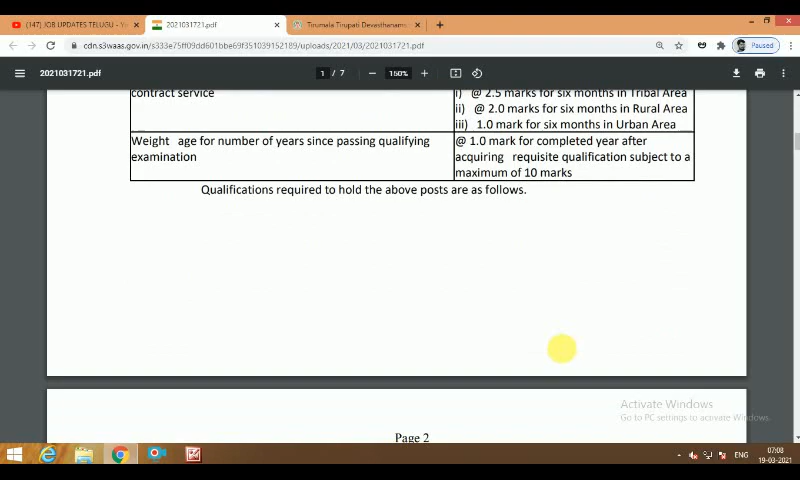 (147) JOB UPDATES TELUGU - Y
2021031721.pdf
Tirumala Tirupati Devasthanams
cdn.s3waas.gov.in/s333e75ff09dd601bbe69f351039152189/uploads/2021/03/2021031721.pdf
Paused
2021031721.pdf
1 / 7
150%
contract service
i) @ 2.5 marks for six months in Tribal Area
ii) @ 2.0 marks for six months in Rural Area
iii) 1.0 mark for six months in Urban Area
Weight age for number of years since passing qualifying
examination
@ 1.0 mark for completed year after
acquiring requisite qualification subject to a
maximum of 10 marks
Qualifications required to hold the above posts are as follows.
Activate Windows
Go to PC settings to activate Windows.
Page 2
ENG
07:08
19-03-2021